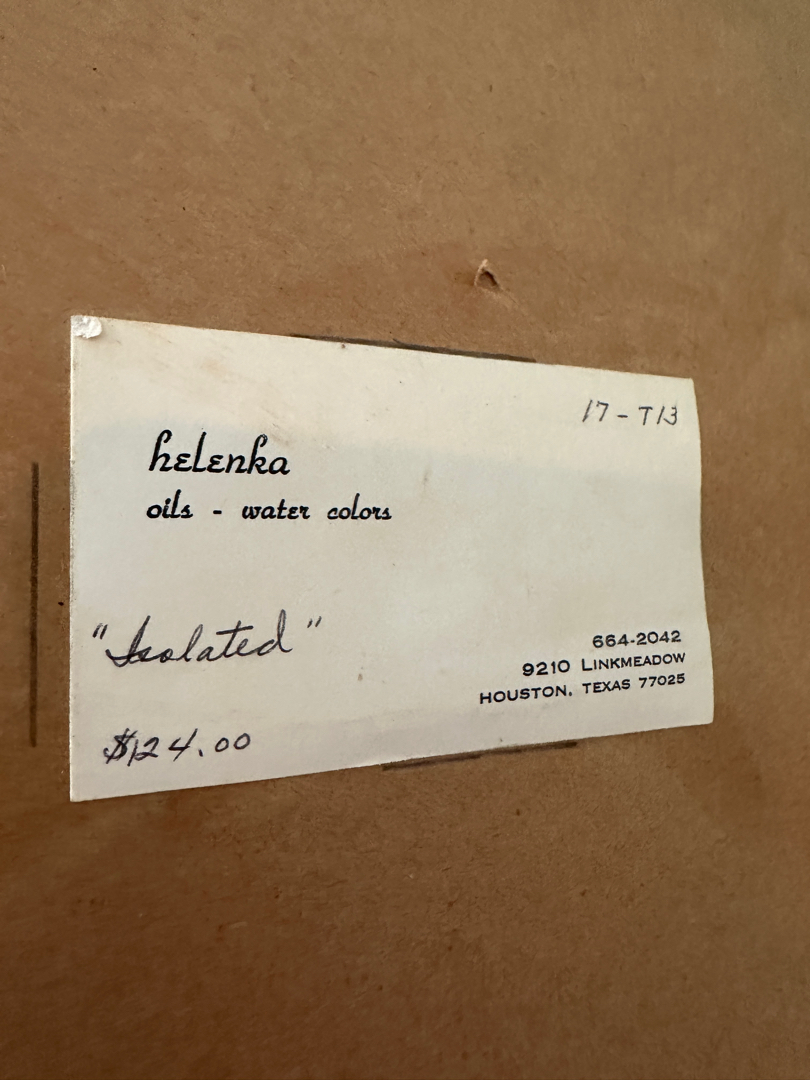 17-T13
helenka
oils - water colors
"Isolated"
$124.00
664-2042
9210 LINKMEADOW
HOUSTON, TEXAS 77025